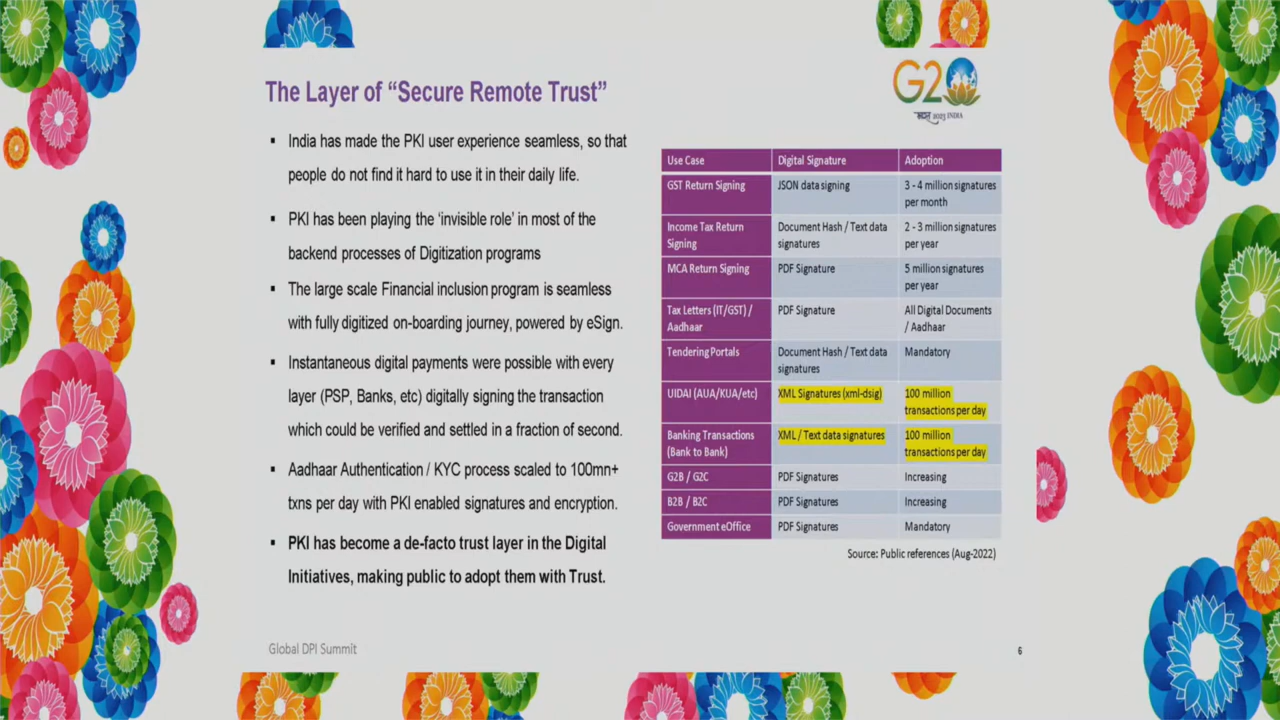 The Layer of “Secure Remote Trust”
▪ India has made the PKI user experience seamless, so that
people do not find it hard to use it in their daily life.
▪ PKI has been playing the ‘invisible role’ in most of the
backend processes of Digitization programs
▪ The large scale Financial inclusion program is seamless
with fully digitized on-boarding journey, powered by eSign.
▪ Instantaneous digital payments were possible with every
layer (PSP, Banks, etc) digitally signing the transaction
which could be verified and settled in a fraction of second.
▪ Aadhaar Authentication / KYC process scaled to 100mn+
txns per day with PKI enabled signatures and encryption.
▪ PKI has become a de-facto trust layer in the Digital
Initiatives, making public to adopt them with Trust.
G20
2023 INDIA
Use Case Digital Signature Adoption
GST Return Signing JSON data signing 3 - 4 million signatures
per month
Income Tax Return Document Hash / Text data 2 - 3 million signatures
Signing signatures per year
MCA Return Signing PDF Signature 5 million signatures
per year
Tax Letters (IT/GST) / PDF Signature All Digital Documents
Aadhaar / Aadhaar
Tendering Portals Document Hash / Text data Mandatory
signatures
UIDAI (AUA/KUA/etc) XML Signatures (xml-dsig) 100 million
transactions per day
Banking Transactions XML / Text data signatures 100 million
(Bank to Bank) transactions per day
G2B / G2C PDF Signatures Increasing
B2B / B2C PDF Signatures Increasing
Government eOffice PDF Signatures Mandatory
Source: Public references (Aug-2022)
Global DPI Summit
6